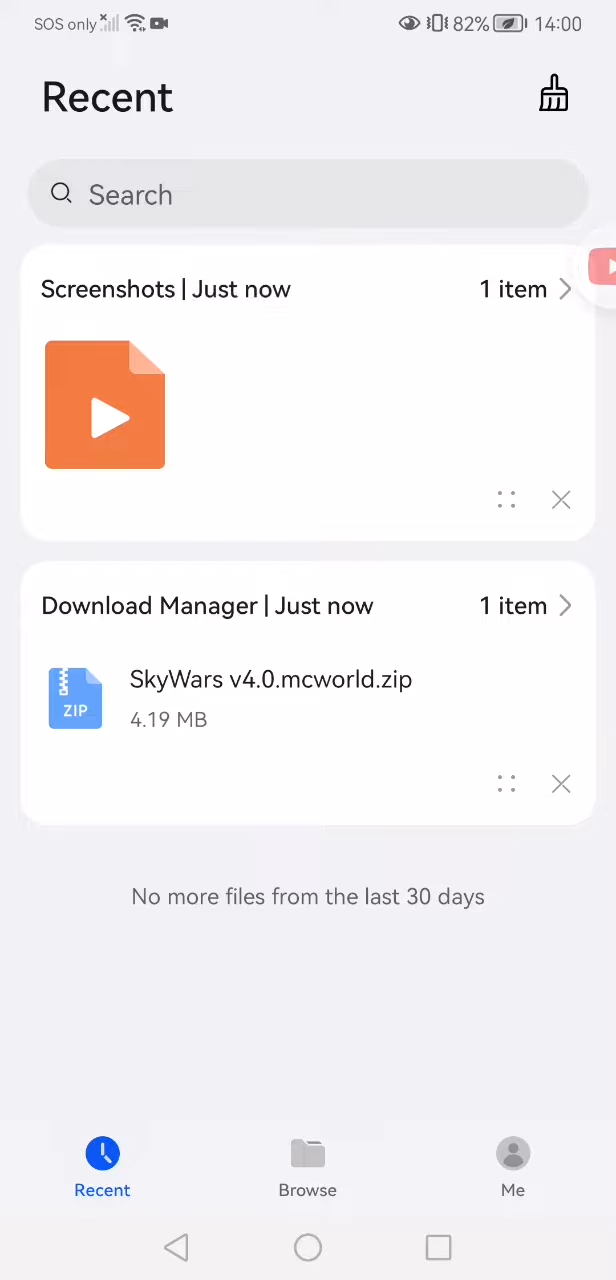 SOS only 82% 14:00
Recent
Search
Screenshots | Just now 1 item
Download Manager | Just now 1 item
SkyWars v4.0.mcworld.zip
ZIP
4.19 MB
No more files from the last 30 days
Recent Browse Me